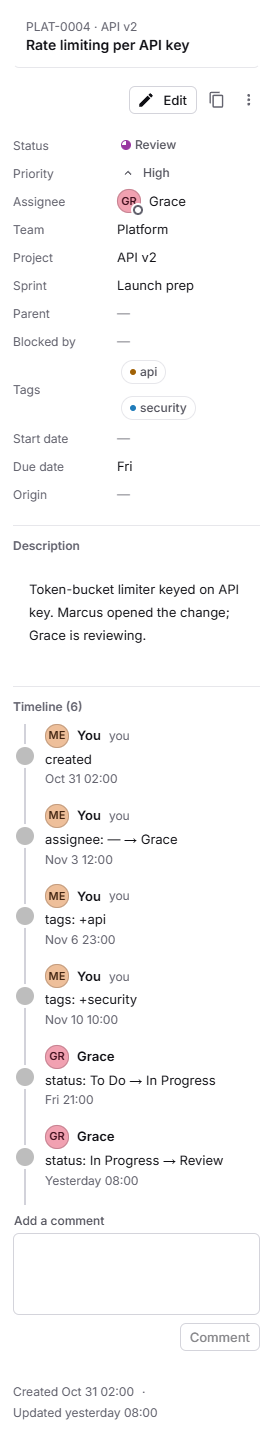 PLAT-0004 · API v2
Rate limiting per API key
Edit
Status Review
Priority High
Assignee GR Grace
Team Platform
Project API v2
Sprint Launch prep
Parent —
Blocked by —
Tags api
security
Start date —
Due date Fri
Origin —
Description
Token-bucket limiter keyed on API
key. Marcus opened the change;
Grace is reviewing.
Timeline (6)
ME You you
created
Oct 31 02:00
ME You you
assignee: — → Grace
Nov 3 12:00
ME You you
tags: +api
Nov 6 23:00
ME You you
tags: +security
Nov 10 10:00
GR Grace
status: To Do → In Progress
Fri 21:00
GR Grace
status: In Progress → Review
Yesterday 08:00
Add a comment
Comment
Created Oct 31 02:00 ·
Updated yesterday 08:00